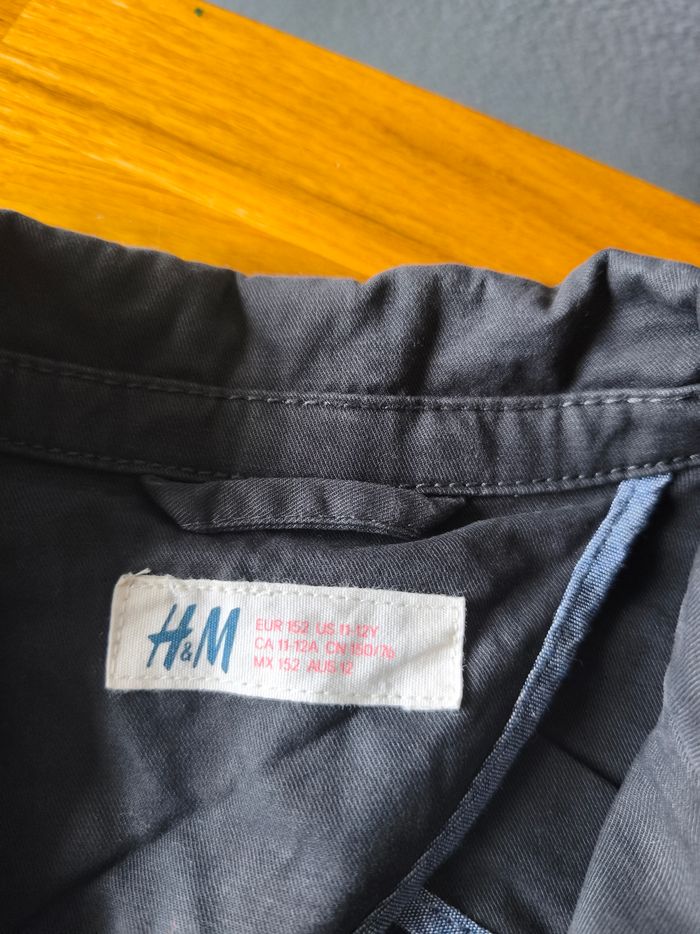 H&M
EUR 152 US 11-12Y
CA 11-12A CN 150/76
MX 152 AUS 12